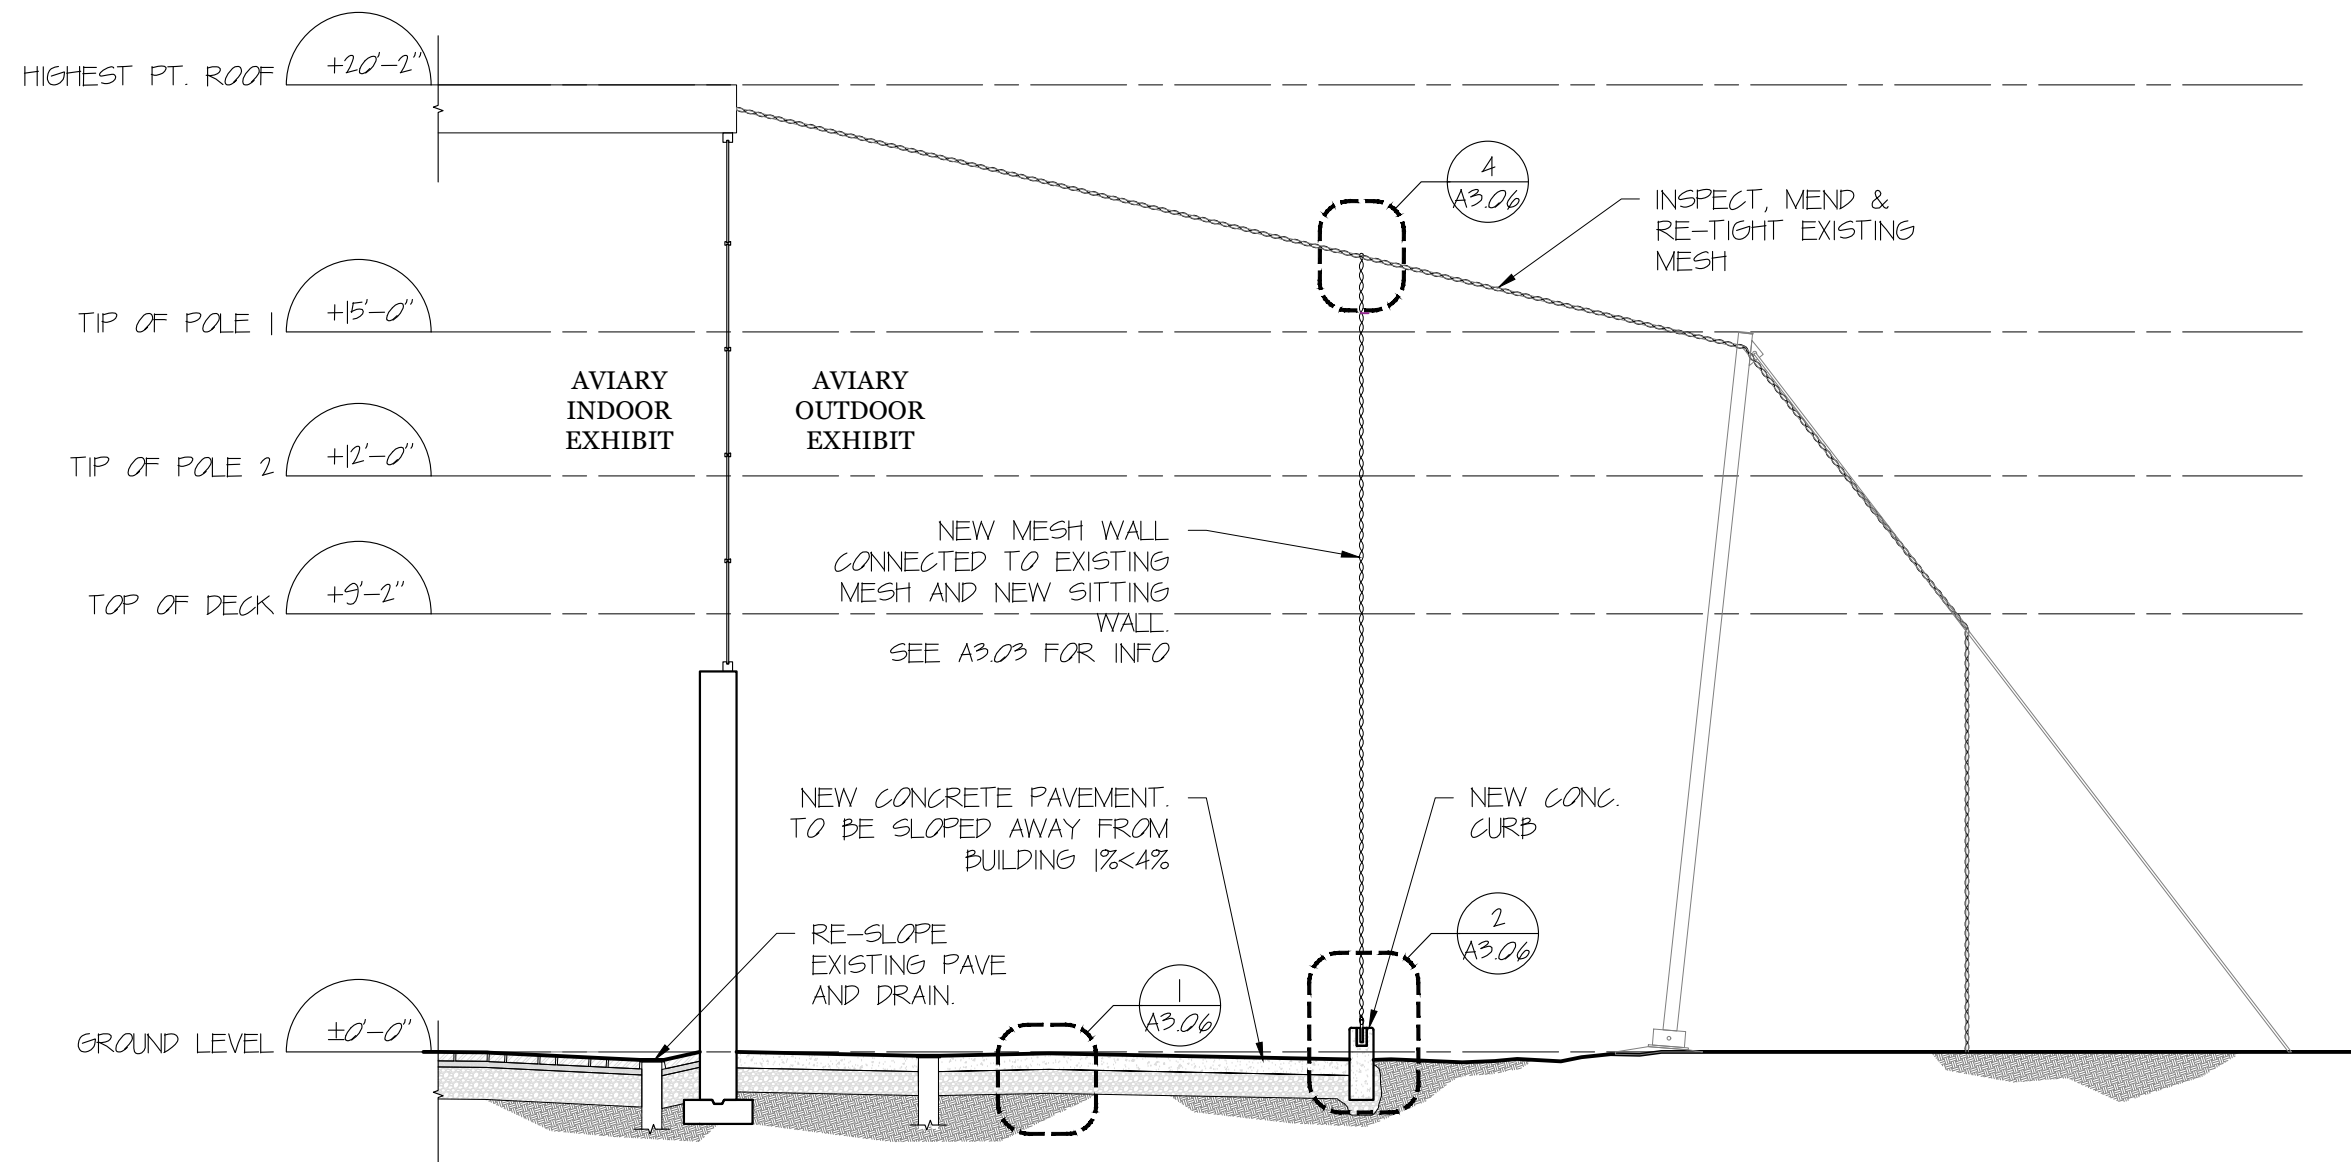 HIGHEST PT. ROOF
+20'-2"
4
A3.06
INSPECT, MEND &
RE-TIGHT EXISTING
MESH
TIP OF POLE 1
+15'-0"
AVIARY
INDOOR
EXHIBIT
AVIARY
OUTDOOR
EXHIBIT
TIP OF POLE 2
+12'-0"
NEW MESH WALL
CONNECTED TO EXISTING
MESH AND NEW SITTING
WALL.
SEE A3.03 FOR INFO
TOP OF DECK
+9'-2"
NEW CONCRETE PAVEMENT.
TO BE SLOPED AWAY FROM
BUILDING 1%<4%
NEW CONC.
CURB
2
A3.06
RE-SLOPE
EXISTING PAVE
AND DRAIN.
1
A3.06
GROUND LEVEL
±0'-0"